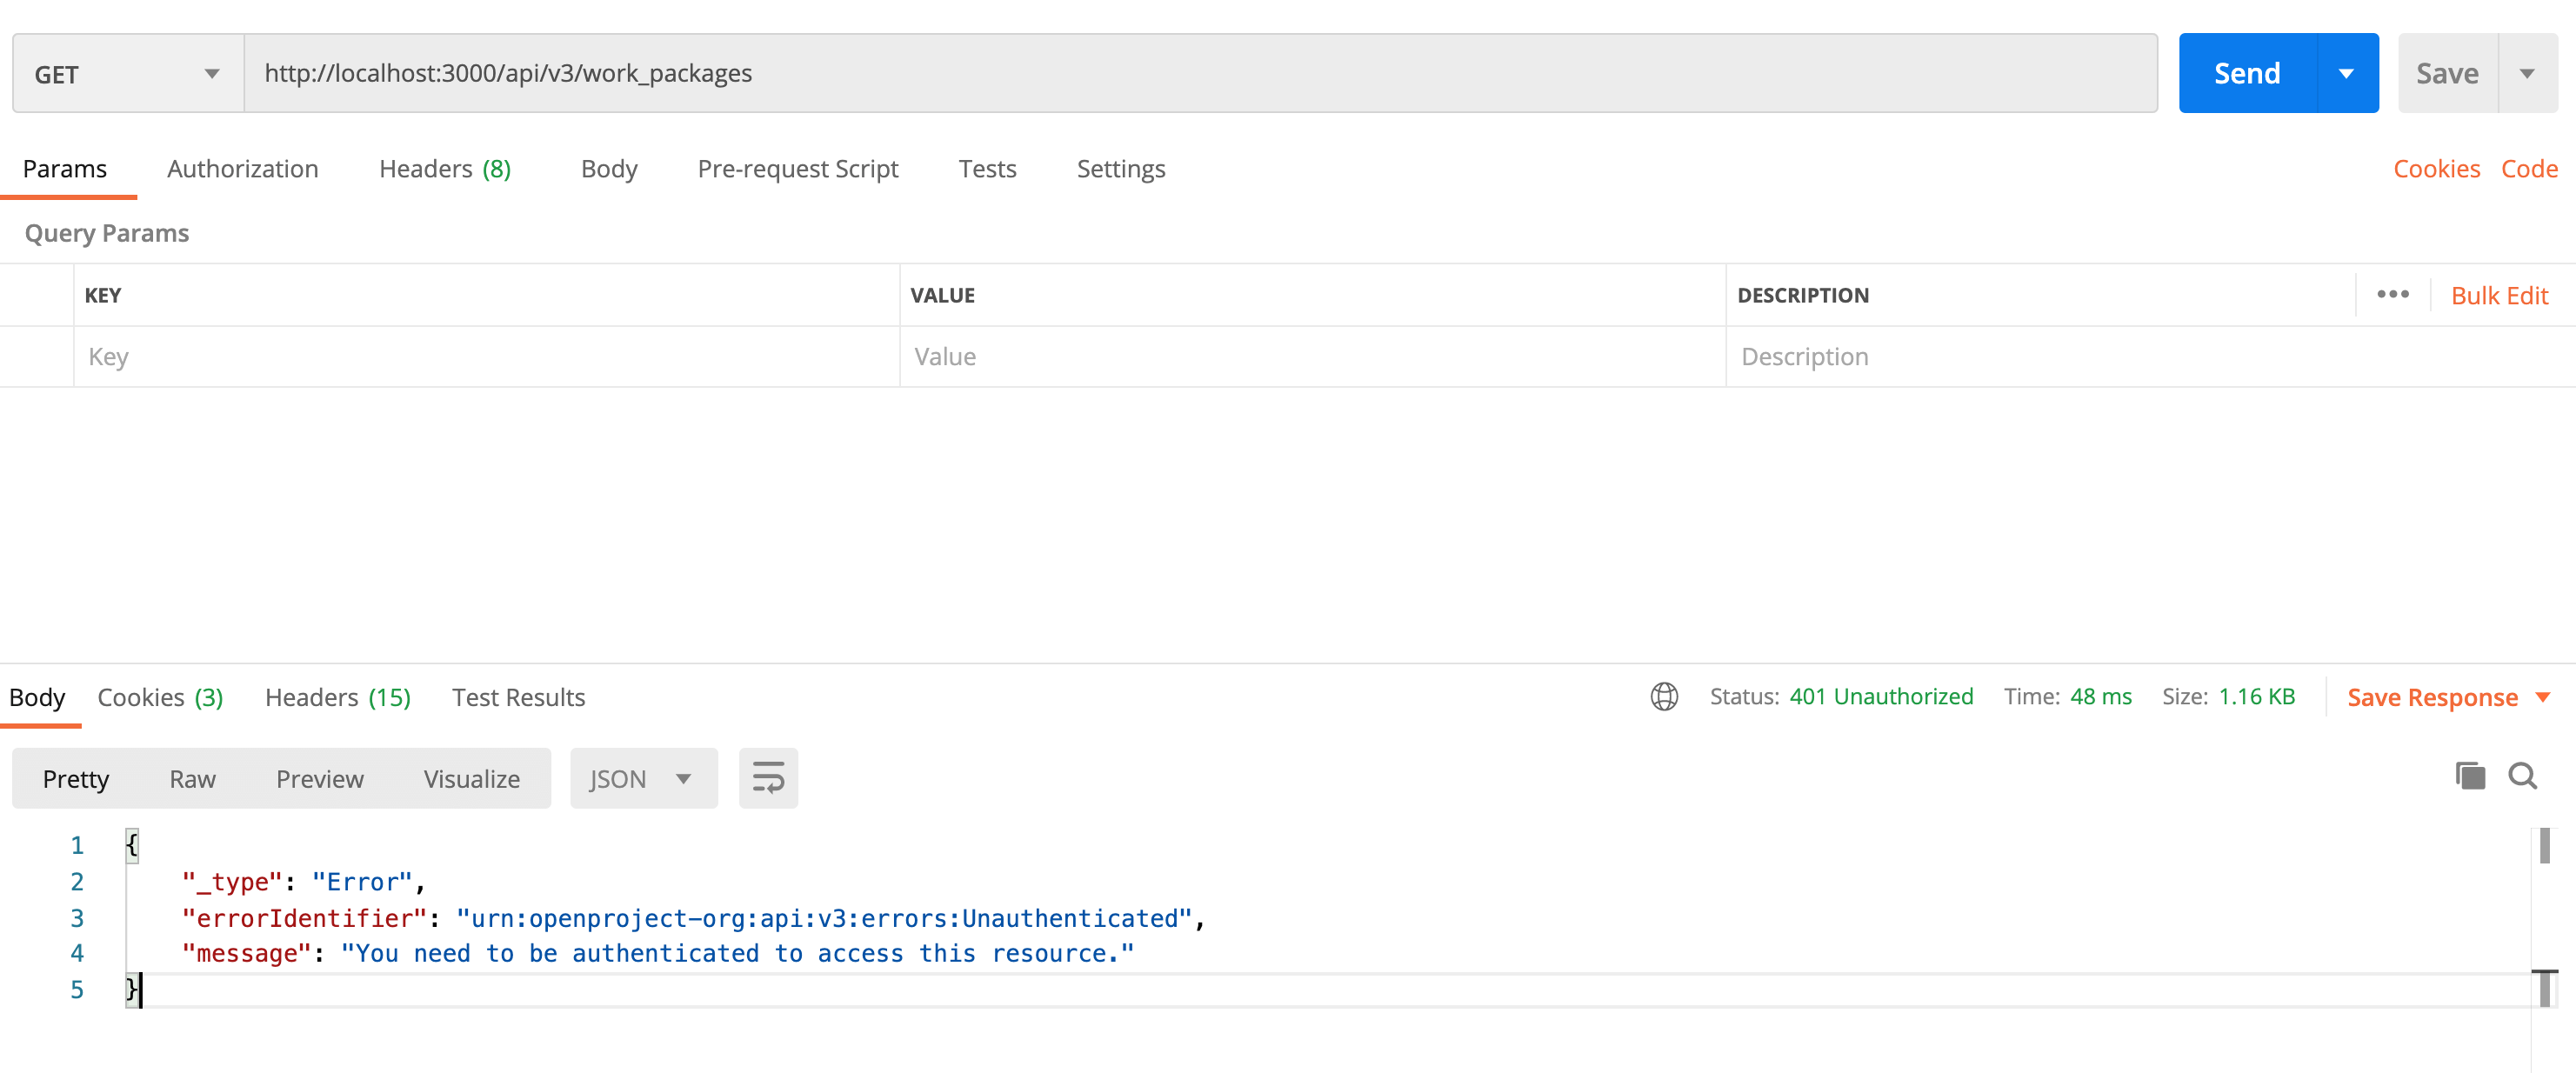 GET http://localhost:3000/api/v3/work_packages Send Save
Params Authorization Headers (8) Body Pre-request Script Tests Settings Cookies Code
Query Params
KEY VALUE DESCRIPTION ••• Bulk Edit
Key Value Description
Body Cookies (3) Headers (15) Test Results Status: 401 Unauthorized Time: 48 ms Size: 1.16 KB Save Response
Pretty Raw Preview Visualize JSON
1 {
2 "_type": "Error",
3 "errorIdentifier": "urn:openproject-org:api:v3:errors:Unauthenticated",
4 "message": "You need to be authenticated to access this resource."
5 }